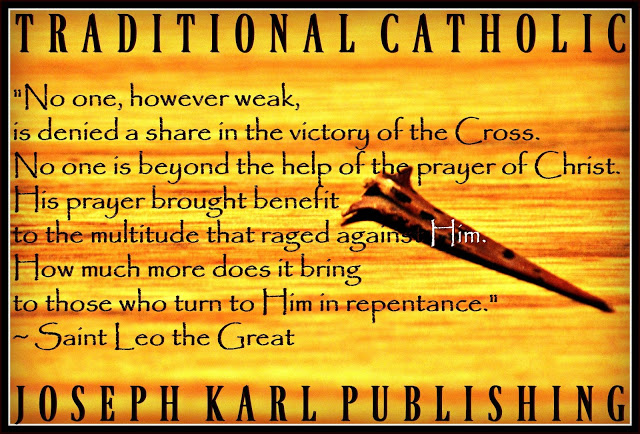 TRADITIONAL CATHOLIC
"No one, however weak,
is denied a share in the victory of the Cross.
No one is beyond the help of the prayer of Christ.
His prayer brought benefit
to the multitude that raged against Him.
How much more does it bring
to those who turn to Him in repentance."
~ Saint Leo the Great
JOSEPH KARL PUBLISHING